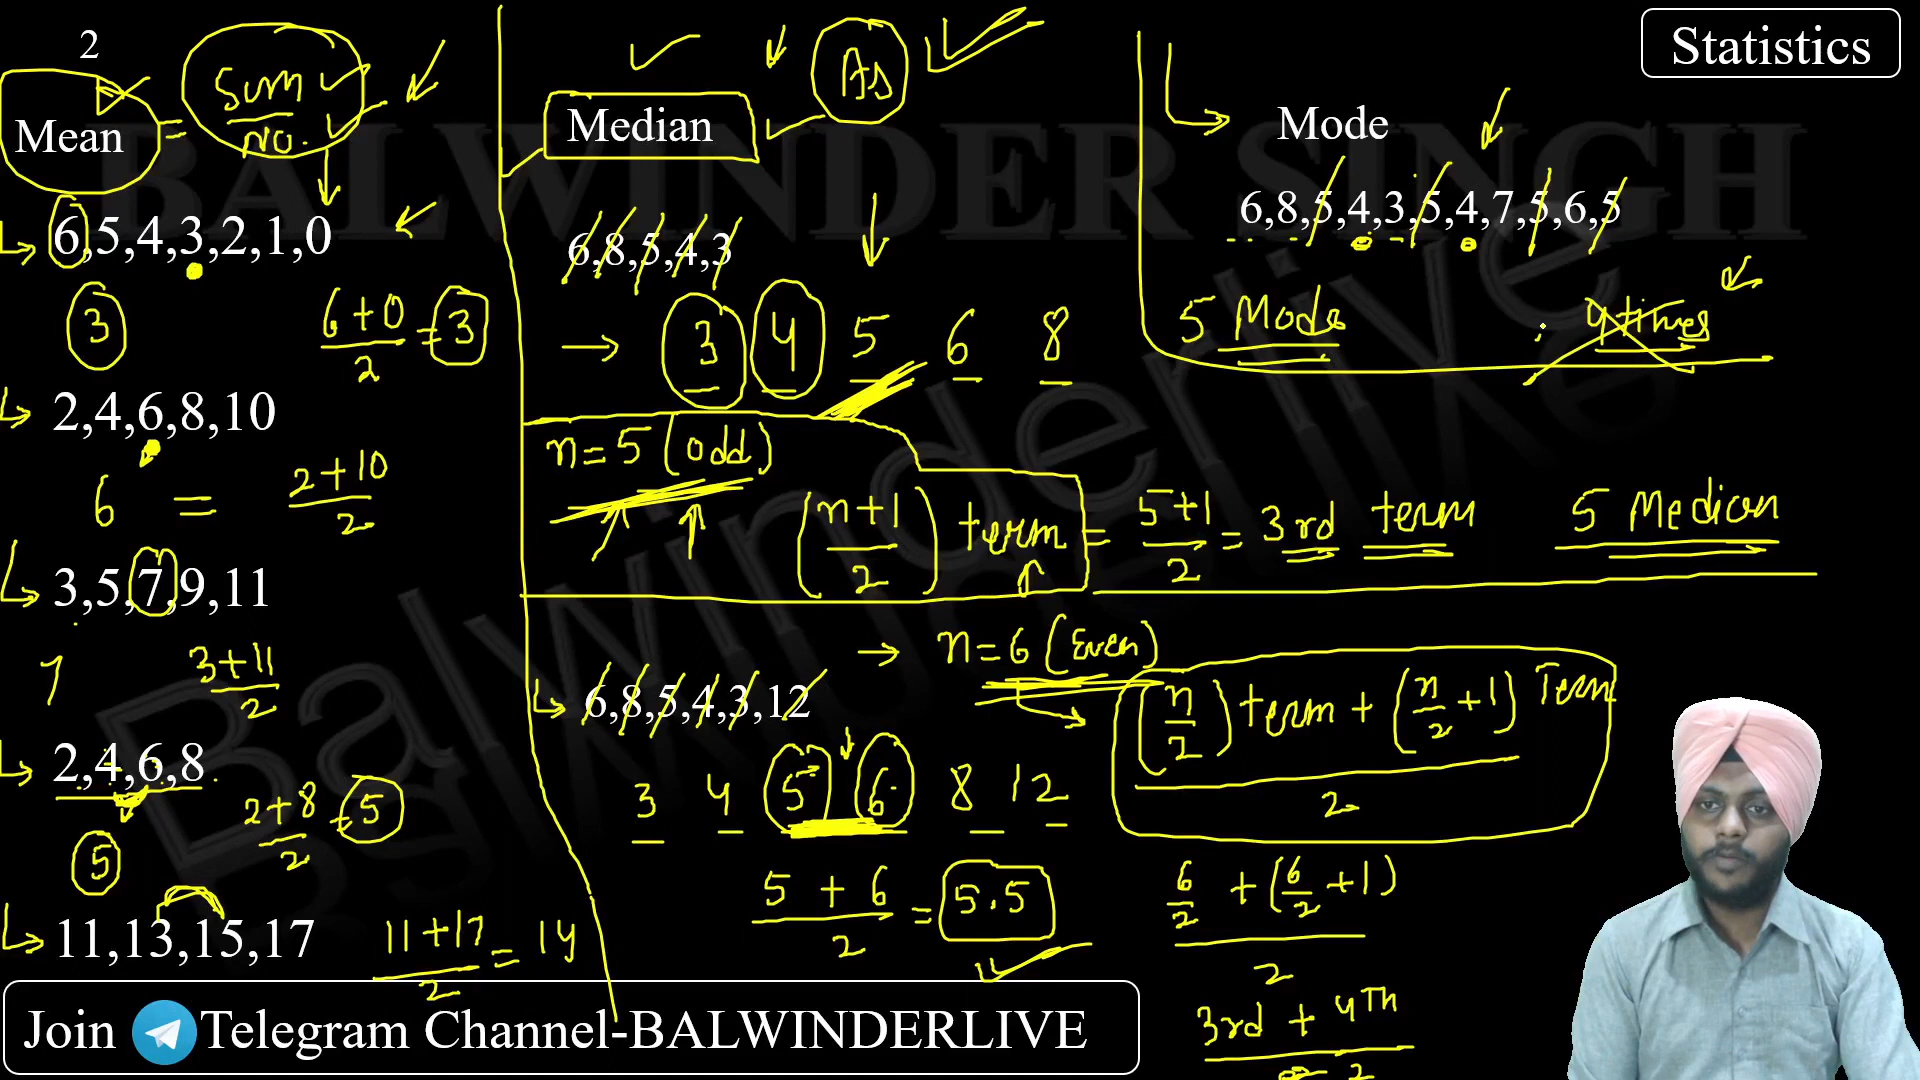 Statistics
2
Mean = Sum
No.
6,5,4,3,2,1,0
3
6+0
2
=3
2,4,6,8,10
6 = 2+10
2
3,5,7,9,11
7
3+11
2
2,4,6,8
5
2+8
2
=5
11,13,15,17
11+17
2
= 14
As
Median
6,8,5,4,3
→ 3 4 5 6 8
n=5 (odd)
(n+1
2) term = 5+1
2 = 3rd term
5 Median
6,8,5,4,3,12
→ n=6 (Even)
(n
2) term + (n
2 +1) Term
2
3 4 5 6 8 12
5 + 6
2
= 5.5
6
2 + (6
2 +1)
2
3rd + 4Th
2
Mode
6,8,5,4,3,5,4,7,5,6,5
5 Mode
4 times
BALWINDER SINGH
Balwinderlive
Join Telegram Channel-BALWINDERLIVE